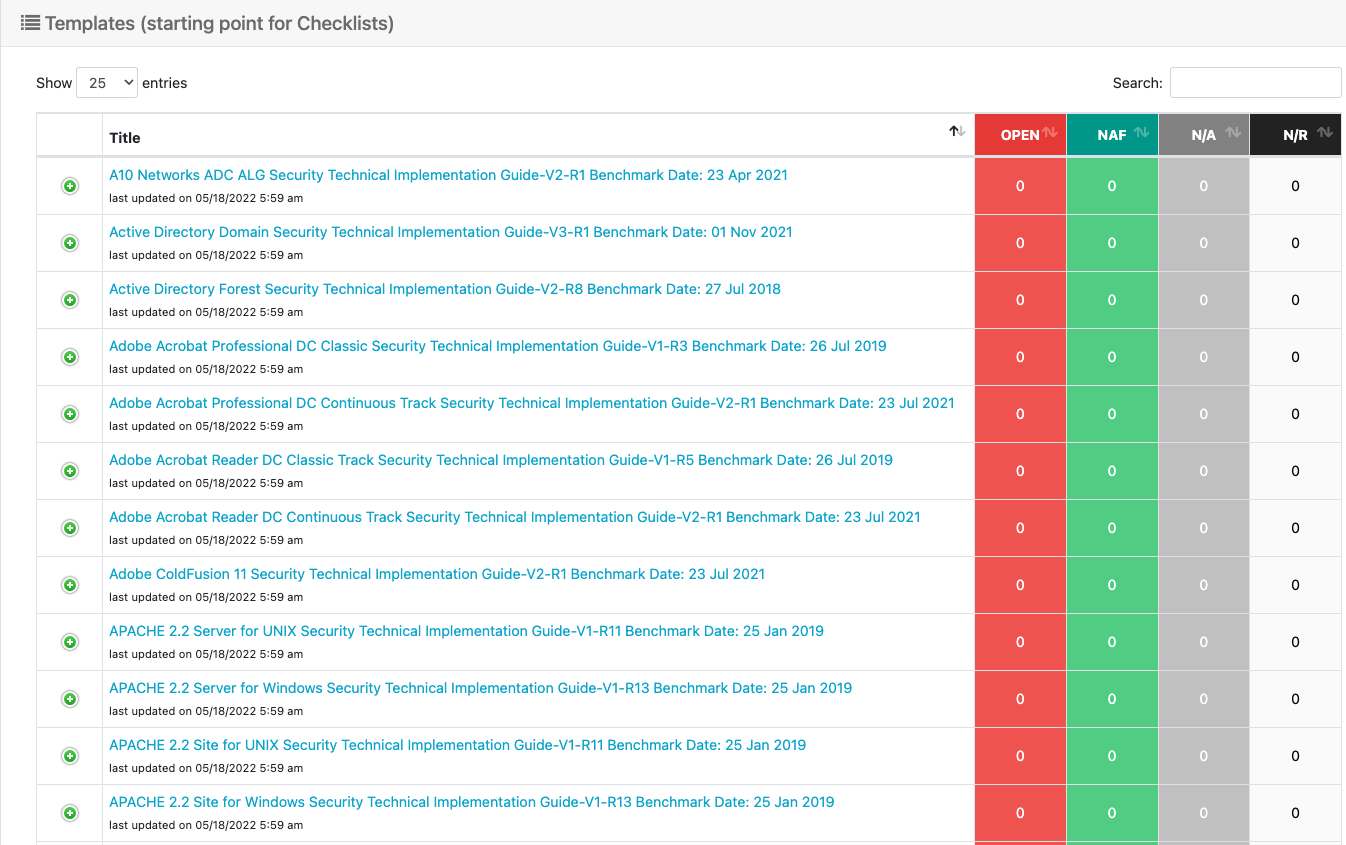 Templates (starting point for Checklists)
Show 25 entries Search:
Title OPEN NAF N/A N/R
A10 Networks ADC ALG Security Technical Implementation Guide-V2-R1 Benchmark Date: 23 Apr 2021
last updated on 05/18/2022 5:59 am
0 0 0 0
Active Directory Domain Security Technical Implementation Guide-V3-R1 Benchmark Date: 01 Nov 2021
last updated on 05/18/2022 5:59 am
0 0 0 0
Active Directory Forest Security Technical Implementation Guide-V2-R8 Benchmark Date: 27 Jul 2018
last updated on 05/18/2022 5:59 am
0 0 0 0
Adobe Acrobat Professional DC Classic Security Technical Implementation Guide-V1-R3 Benchmark Date: 26 Jul 2019
last updated on 05/18/2022 5:59 am
0 0 0 0
Adobe Acrobat Professional DC Continuous Track Security Technical Implementation Guide-V2-R1 Benchmark Date: 23 Jul 2021
last updated on 05/18/2022 5:59 am
0 0 0 0
Adobe Acrobat Reader DC Classic Track Security Technical Implementation Guide-V1-R5 Benchmark Date: 26 Jul 2019
last updated on 05/18/2022 5:59 am
0 0 0 0
Adobe Acrobat Reader DC Continuous Track Security Technical Implementation Guide-V2-R1 Benchmark Date: 23 Jul 2021
last updated on 05/18/2022 5:59 am
0 0 0 0
Adobe ColdFusion 11 Security Technical Implementation Guide-V2-R1 Benchmark Date: 23 Jul 2021
last updated on 05/18/2022 5:59 am
0 0 0 0
APACHE 2.2 Server for UNIX Security Technical Implementation Guide-V1-R11 Benchmark Date: 25 Jan 2019
last updated on 05/18/2022 5:59 am
0 0 0 0
APACHE 2.2 Server for Windows Security Technical Implementation Guide-V1-R13 Benchmark Date: 25 Jan 2019
last updated on 05/18/2022 5:59 am
0 0 0 0
APACHE 2.2 Site for UNIX Security Technical Implementation Guide-V1-R11 Benchmark Date: 25 Jan 2019
last updated on 05/18/2022 5:59 am
0 0 0 0
APACHE 2.2 Site for Windows Security Technical Implementation Guide-V1-R13 Benchmark Date: 25 Jan 2019
last updated on 05/18/2022 5:59 am
0 0 0 0